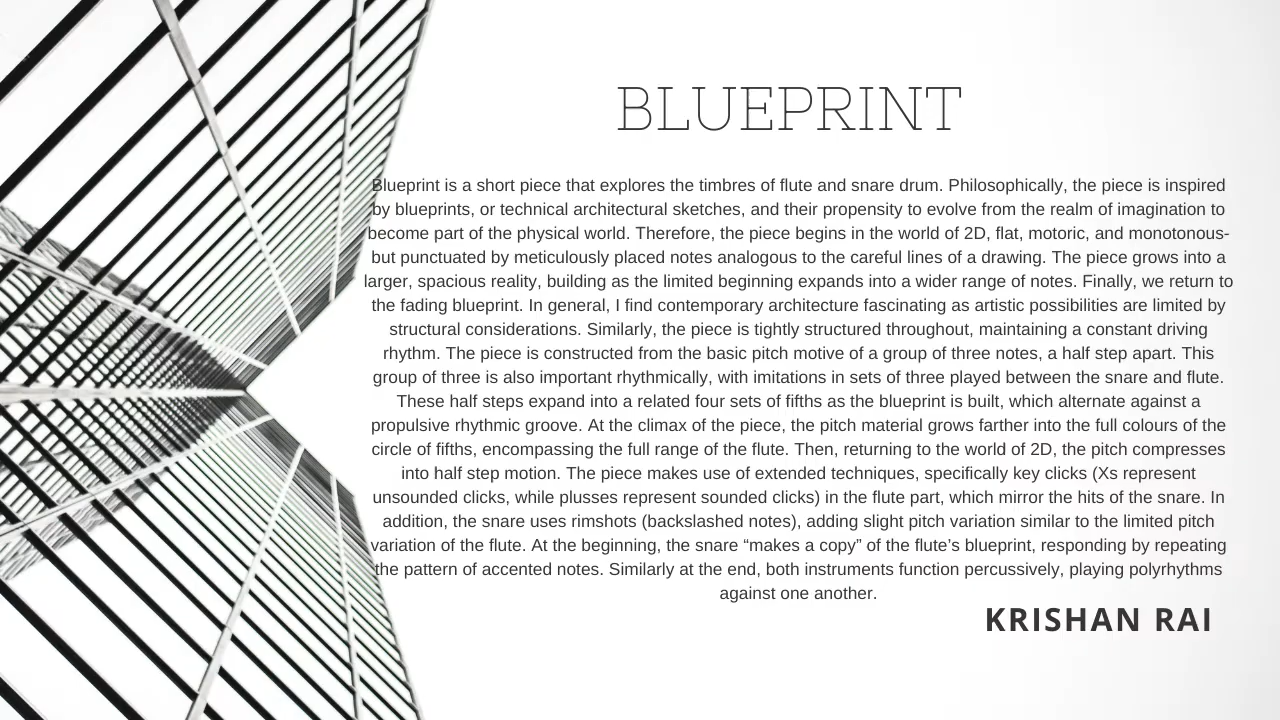 BLUEPRINT
Blueprint is a short piece that explores the timbres of flute and snare drum. Philosophically, the piece is inspired
by blueprints, or technical architectural sketches, and their propensity to evolve from the realm of imagination to
become part of the physical world. Therefore, the piece begins in the world of 2D, flat, motoric, and monotonous-
but punctuated by meticulously placed notes analogous to the careful lines of a drawing. The piece grows into a
larger, spacious reality, building as the limited beginning expands into a wider range of notes. Finally, we return to
the fading blueprint. In general, I find contemporary architecture fascinating as artistic possibilities are limited by
structural considerations. Similarly, the piece is tightly structured throughout, maintaining a constant driving
rhythm. The piece is constructed from the basic pitch motive of a group of three notes, a half step apart. This
group of three is also important rhythmically, with imitations in sets of three played between the snare and flute.
These half steps expand into a related four sets of fifths as the blueprint is built, which alternate against a
propulsive rhythmic groove. At the climax of the piece, the pitch material grows farther into the full colours of the
circle of fifths, encompassing the full range of the flute. Then, returning to the world of 2D, the pitch compresses
into half step motion. The piece makes use of extended techniques, specifically key clicks (Xs represent
unsounded clicks, while plusses represent sounded clicks) in the flute part, which mirror the hits of the snare. In
addition, the snare uses rimshots (backslashed notes), adding slight pitch variation similar to the limited pitch
variation of the flute. At the beginning, the snare “makes a copy” of the flute’s blueprint, responding by repeating
the pattern of accented notes. Similarly at the end, both instruments function percussively, playing polyrhythms
against one another.
KRISHAN RAI